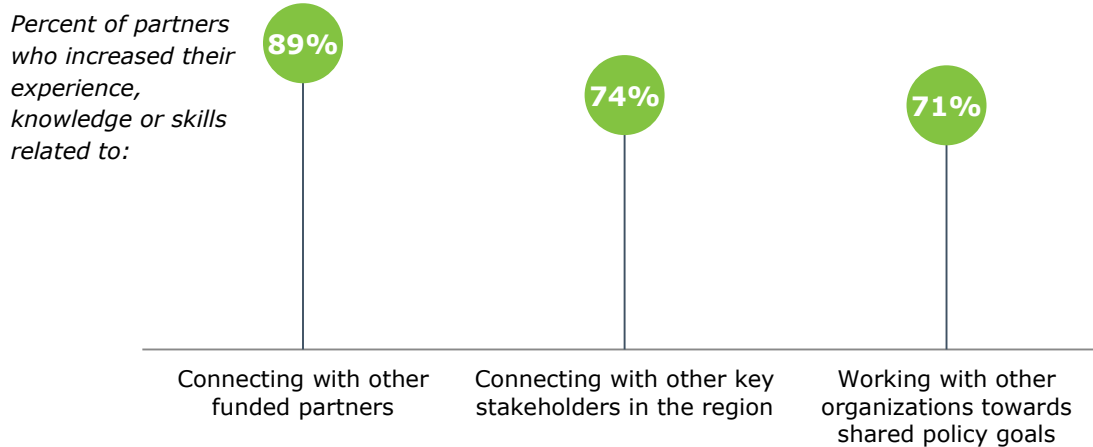 Percent of partners
who increased their
experience,
knowledge or skills
related to:
89%
74%
71%
Connecting with other
funded partners
Connecting with other key
stakeholders in the region
Working with other
organizations towards
shared policy goals